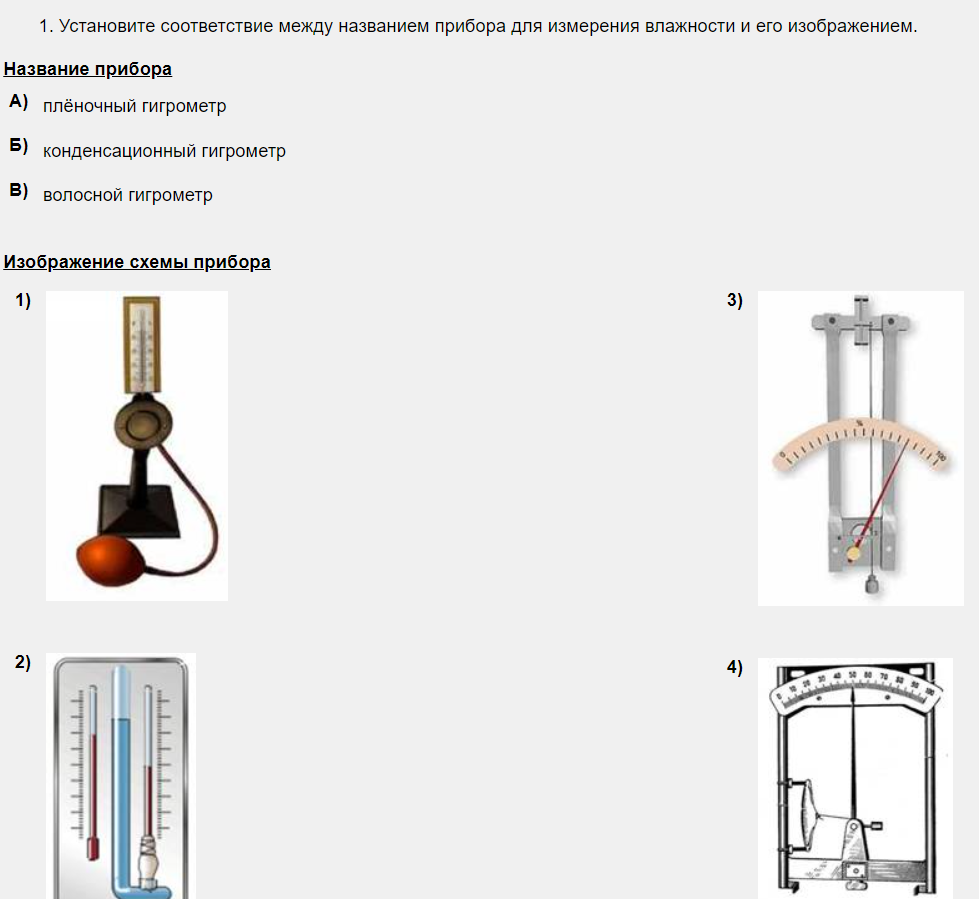 1. Установите соответствие между названием прибора для измерения влажности и его изображением.
Название прибора
А) плёночный гигрометр
Б) конденсационный гигрометр
В) волосной гигрометр
Изображение схемы прибора
1)
3)
0 % 100
2)
4)
0 10 20 30 40 50 60 70 80 90 100